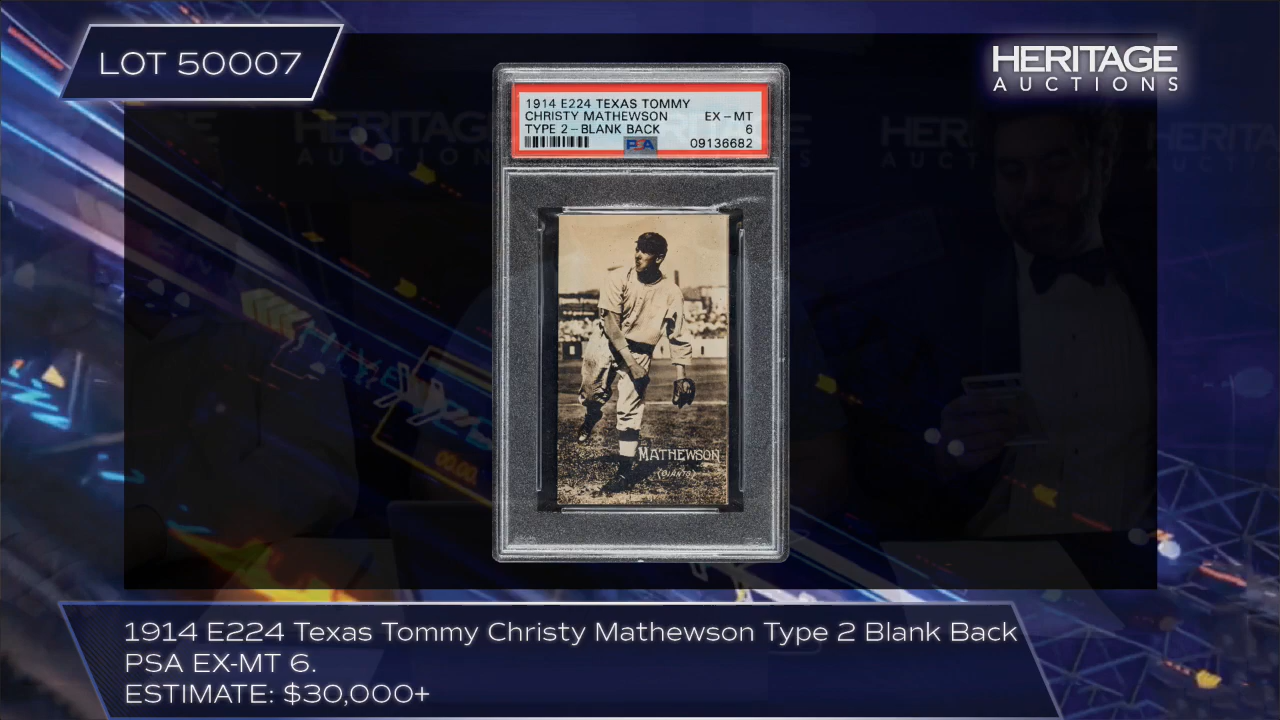 LOT 50007
HERITAGE
AUCTIONS
1914 E224 TEXAS TOMMY
CHRISTY MATHEWSON EX-MT
TYPE 2-BLANK BACK 6
PSA 09136682
MATHEWSON
(GIANTS)
1914 E224 Texas Tommy Christy Mathewson Type 2 Blank Back
PSA EX-MT 6.
ESTIMATE: $30,000+